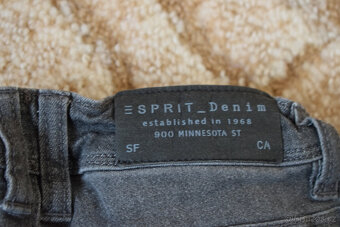 ESPRIT_Denim
established in 1968
900 MINNESOTA ST
SF CA